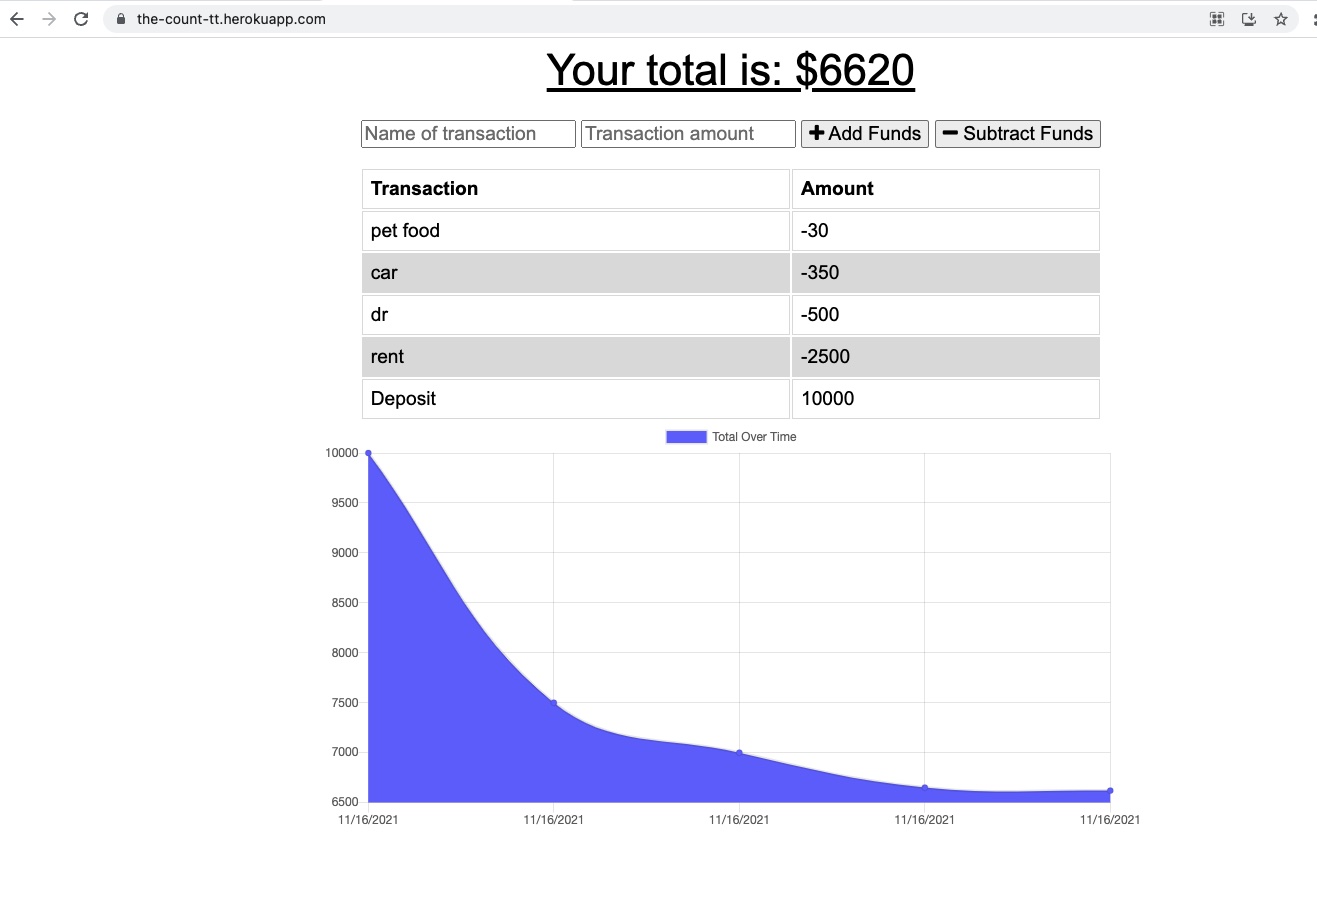 the-count-tt.herokuapp.com
Your total is: $6620
Name of transaction Transaction amount Add Funds Subtract Funds
Transaction Amount
pet food -30
car -350
dr -500
rent -2500
Deposit 10000
Total Over Time
10000
9500
9000
8500
8000
7500
7000
6500
11/16/2021 11/16/2021 11/16/2021 11/16/2021 11/16/2021